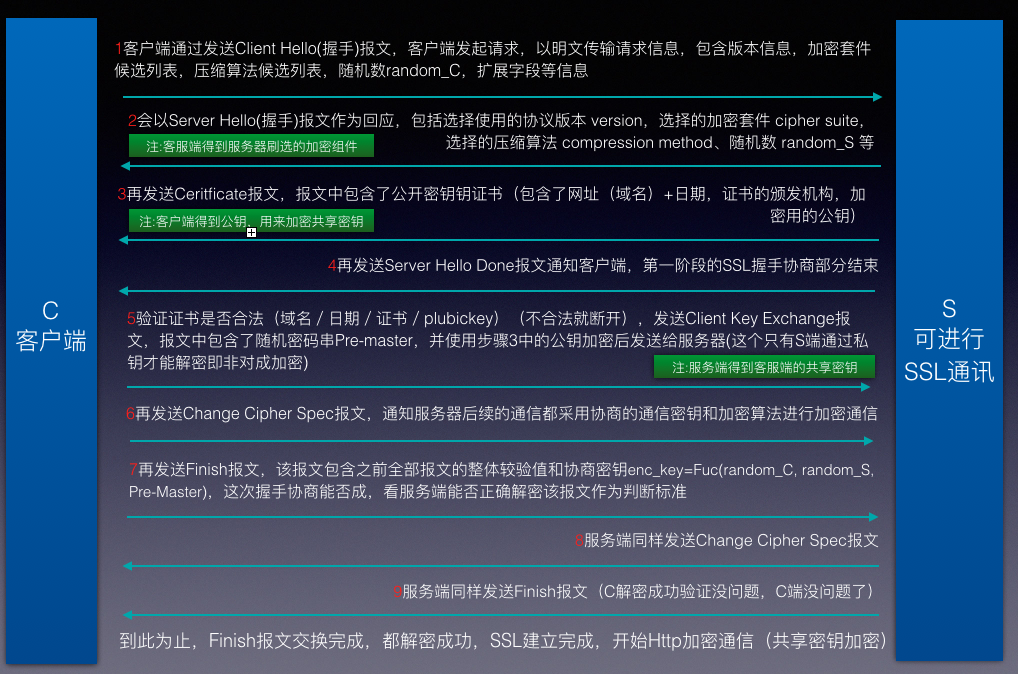 1客户端通过发送Client Hello(握手)报文，客户端发起请求，以明文传输请求信息，包含版本信息，加密套件
候选列表，压缩算法候选列表，随机数random_C，扩展字段等信息
2会以Server Hello(握手)报文作为回应，包括选择使用的协议版本 version，选择的加密套件 cipher suite，
选择的压缩算法 compression method、随机数 random_S 等
注:客服端得到服务器刷选的加密组件
3再发送Ceritfficate报文，报文中包含了公开密钥钥证书（包含了网址（域名）+日期，证书的颁发机构，加
密用的公钥）
注:客户端得到公钥，用来加密共享密钥
4再发送Server Hello Done报文通知客户端，第一阶段的SSL握手协商部分结束
C
客户端
S
可进行
SSL通讯
5验证证书是否合法（域名 / 日期 / 证书 / plubickey）（不合法就断开），发送Client Key Exchange报
文，报文中包含了随机密码串Pre-master，并使用步骤3中的公钥加密后发送给服务器(这个只有S端通过私
钥才能解密即非对成加密)
注:服务端得到客服端的共享密钥
6再发送Change Cipher Spec报文，通知服务器后续的通信都采用协商的通信密钥和加密算法进行加密通信
7再发送Finish报文，该报文包含之前全部报文的整体较验值和协商密钥enc_key=Fuc(random_C, random_S,
Pre-Master)，这次握手协商能否成，看服务端能否正确解密该报文作为判断标准
8服务端同样发送Change Cipher Spec报文
9服务端同样发送Finish报文（C解密成功验证没问题，C端没问题了）
到此为止，Finish报文交换完成，都解密成功，SSL建立完成，开始Http加密通信（共享密钥加密）